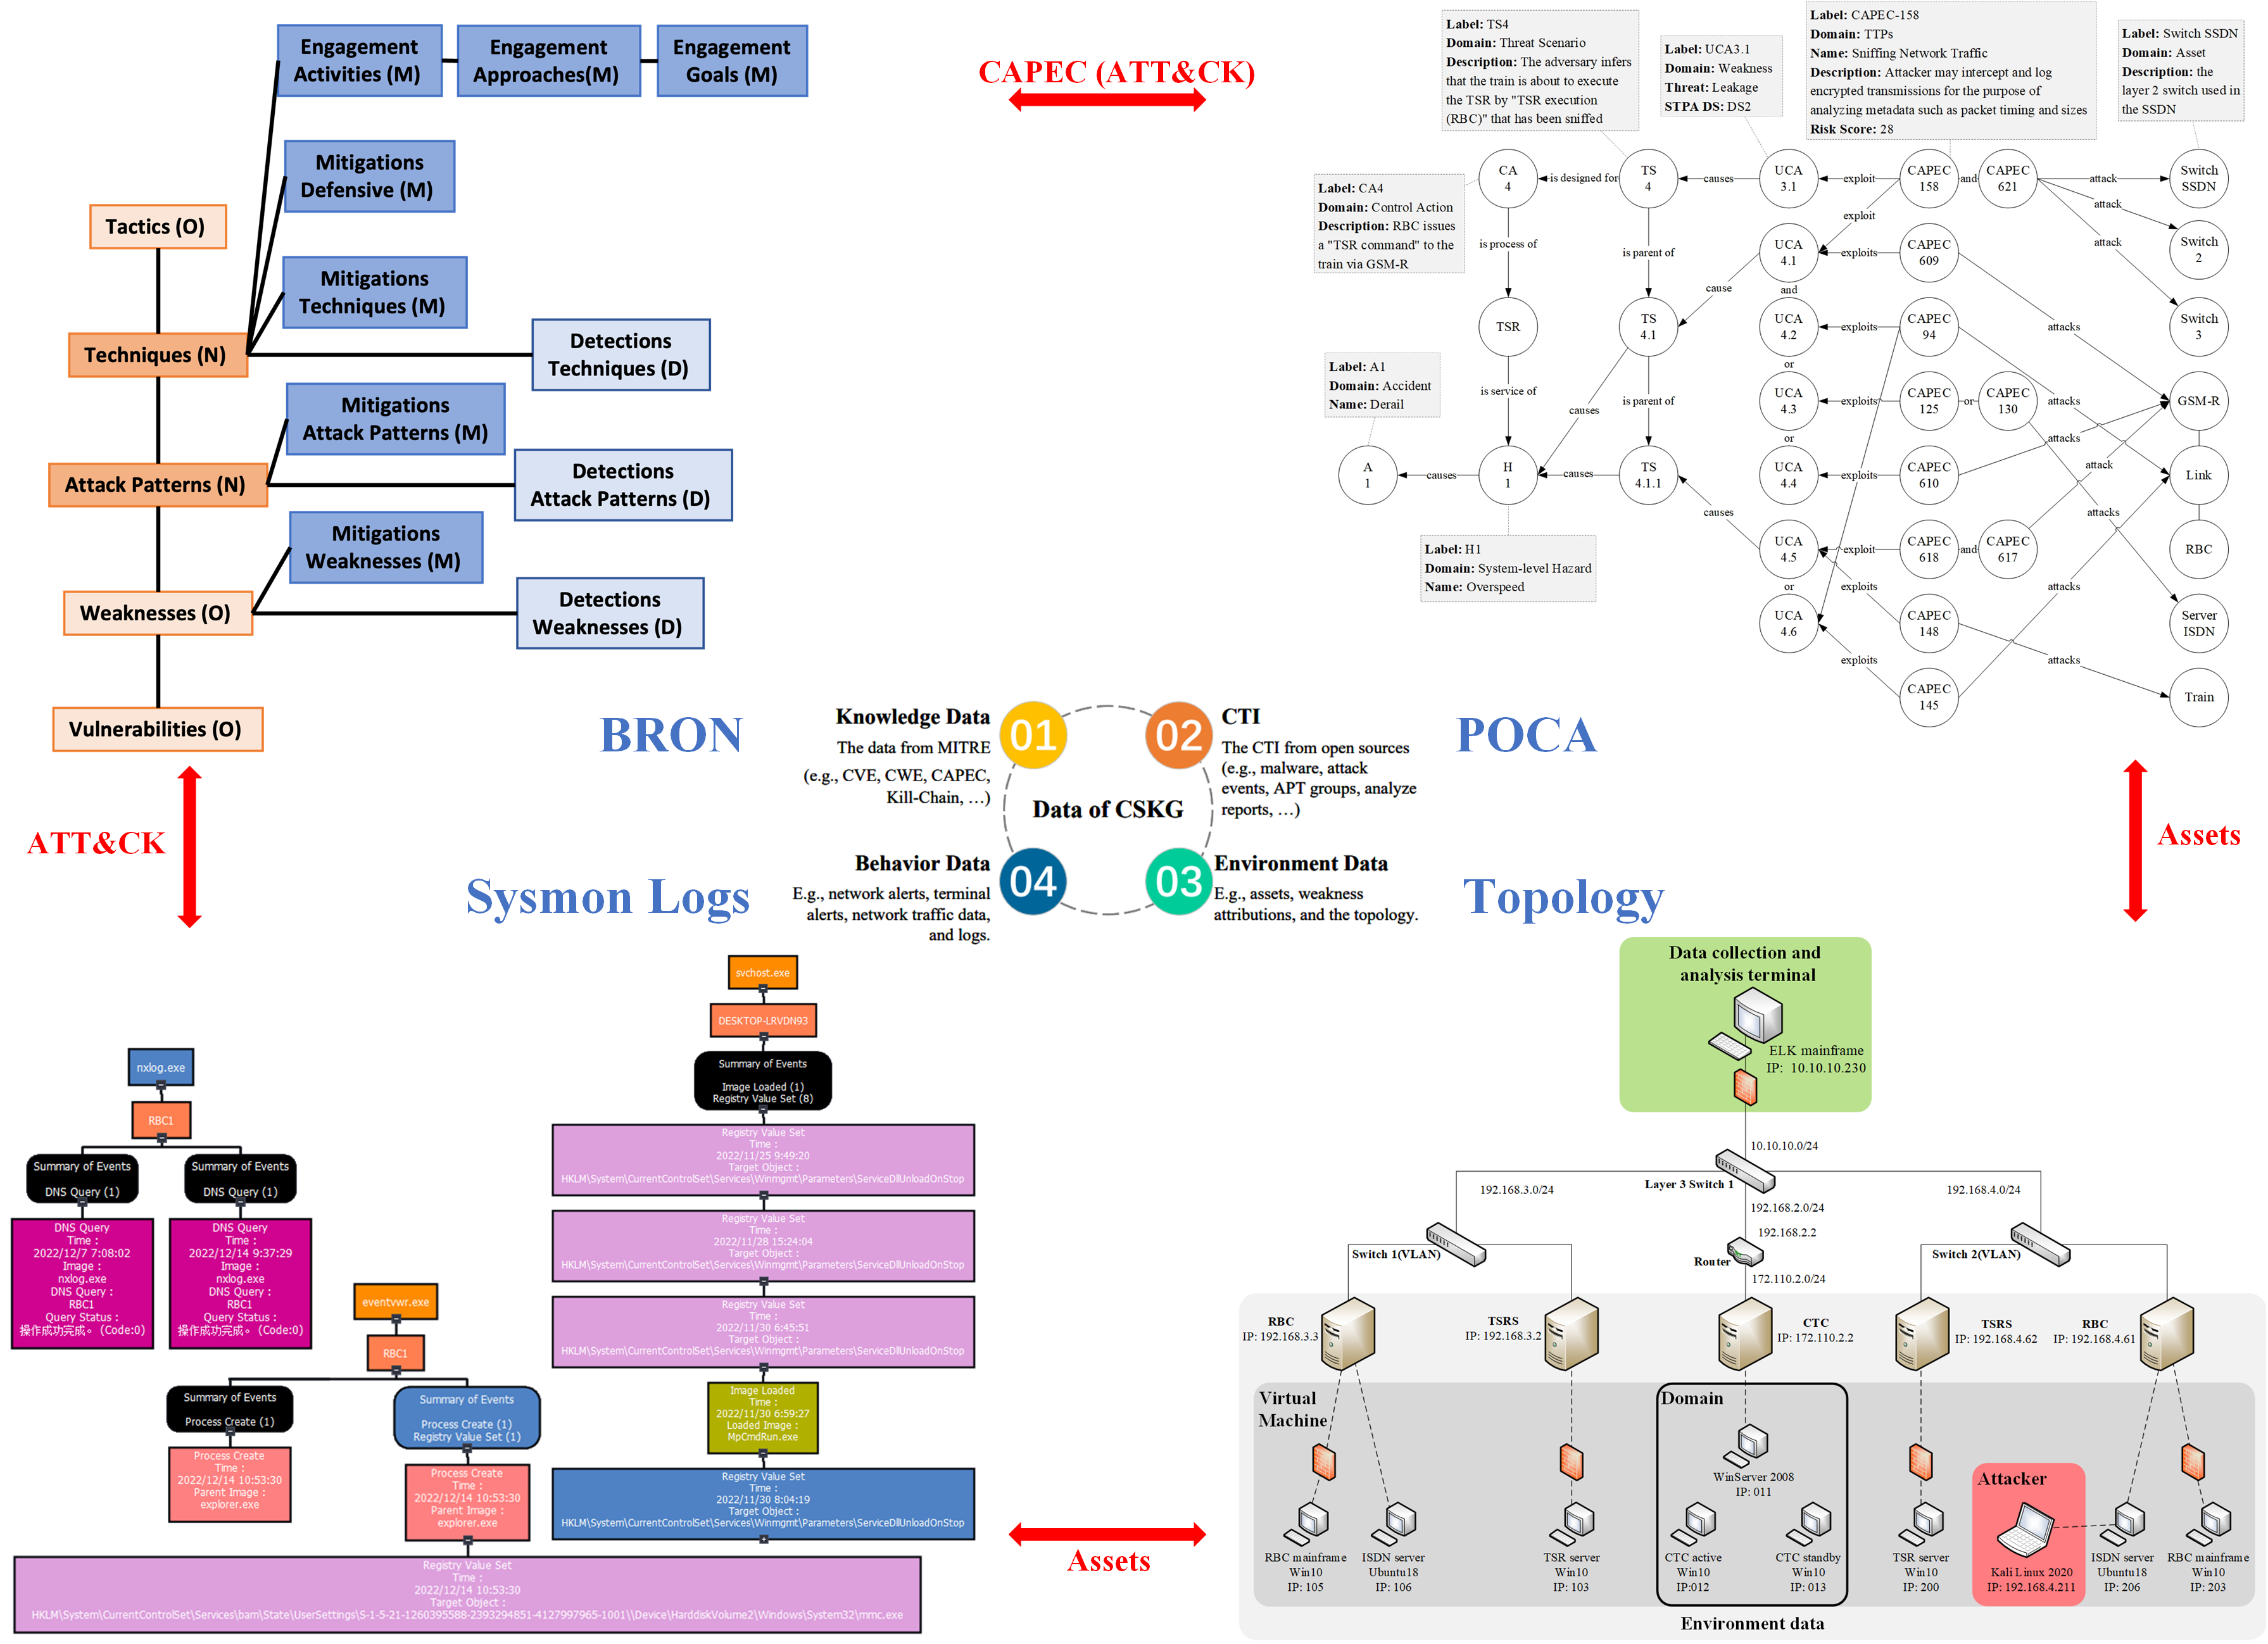 Engagement
Activities (M)
Engagement
Approaches(M)
Engagement
Goals (M)
Mitigations
Defensive (M)
Tactics (O)
Mitigations
Techniques (M)
Techniques (N)
Detections
Techniques (D)
Mitigations
Attack Patterns (M)
Attack Patterns (N)
Detections
Attack Patterns (D)
Mitigations
Weaknesses (M)
Weaknesses (O)
Detections
Weaknesses (D)
Vulnerabilities (O)
CAPEC (ATT&CK)
Label: TS4
Domain: Threat Scenario
Description: The adversary infers
that the train is about to execute
the TSR by "TSR execution
(RBC)" that has been sniffed
Label: UCA3.1
Domain: Weakness
Threat: Leakage
STPA DS: DS2
Label: CAPEC-158
Domain: TTPs
Name: Sniffing Network Traffic
Description: Attacker may intercept and log
encrypted transmissions for the purpose of
analyzing metadata such as packet timing and sizes
Risk Score: 28
Label: Switch SSDN
Domain: Asset
Description: the
layer 2 switch used in
the SSDN
Label: CA4
Domain: Control Action
Description: RBC issues
a "TSR command" to the
train via GSM-R
CA
4
is designed for
TS
4
causes
UCA
3.1
exploit
CAPEC
158
and
CAPEC
621
attack
Switch
SSDN
attack
exploit
is process of
is parent of
UCA
4.1
exploits
CAPEC
609
attack
Switch
2
cause
and
TSR
TS
4.1
UCA
4.2
exploits
CAPEC
94
attacks
Switch
3
or
Label: A1
Domain: Accident
Name: Derail
is service of
causes
is parent of
UCA
4.3
exploits
CAPEC
125
or
CAPEC
130
attacks
GSM-R
or
attacks
A
1
causes
H
1
causes
TS
4.1.1
UCA
4.4
exploits
CAPEC
610
attack
Link
causes
or
attacks
Label: H1
Domain: System-level Hazard
Name: Overspeed
UCA
4.5
exploit
CAPEC
618
and
CAPEC
617
RBC
or
exploits
attacks
UCA
4.6
CAPEC
148
Server
ISDN
exploits
attacks
CAPEC
145
Train
BRON
Knowledge Data
The data from MITRE
(e.g., CVE, CWE, CAPEC,
Kill-Chain, …)
01
02
CTI
The CTI from open sources
(e.g., malware, attack
events, APT groups, analyze
reports, …)
POCA
Data of CSKG
ATT&CK
Assets
Sysmon Logs
Behavior Data
E.g., network alerts, terminal
alerts, network traffic data,
and logs.
04
03
Environment Data
E.g., assets, weakness
attributions, and the topology.
Topology
svchost.exe
DESKTOP-LRVDN93
Summary of Events
Image Loaded (1)
Registry Value Set (8)
Registry Value Set
Time :
2022/11/25 9:49:20
Target Object :
HKLM\System\CurrentControlSet\Services\Winmgmt\Parameters\ServiceDllUnloadOnStop
Registry Value Set
Time :
2022/11/28 15:24:04
Target Object :
HKLM\System\CurrentControlSet\Services\Winmgmt\Parameters\ServiceDllUnloadOnStop
Registry Value Set
Time :
2022/11/30 6:45:51
Target Object :
HKLM\System\CurrentControlSet\Services\Winmgmt\Parameters\ServiceDllUnloadOnStop
Image Loaded
Time :
2022/11/30 6:59:27
Loaded Image :
MpCmdRun.exe
Registry Value Set
Time :
2022/11/30 8:04:19
Target Object :
HKLM\System\CurrentControlSet\Services\Winmgmt\Parameters\ServiceDllUnloadOnStop
nxlog.exe
RBC1
Summary of Events
DNS Query (1)
Summary of Events
DNS Query (1)
DNS Query
Time :
2022/12/7 7:08:02
Image :
nxlog.exe
DNS Query :
RBC1
Query Status :
操作成功完成。 (Code:0)
DNS Query
Time :
2022/12/14 9:37:29
Image :
nxlog.exe
DNS Query :
RBC1
Query Status :
操作成功完成。 (Code:0)
eventvwr.exe
RBC1
Summary of Events
Process Create (1)
Summary of Events
Process Create (1)
Registry Value Set (1)
Process Create
Time :
2022/12/14 10:53:30
Parent Image :
explorer.exe
Process Create
Time :
2022/12/14 10:53:30
Parent Image :
explorer.exe
Registry Value Set
Time :
2022/12/14 10:53:30
Target Object :
HKLM\System\CurrentControlSet\Services\bam\State\UserSettings\S-1-5-21-1260395588-2393294851-4127997965-1001\\Device\HarddiskVolume2\Windows\System32\mmc.exe
Assets
Data collection and
analysis terminal
ELK mainframe
IP: 10.10.10.230
10.10.10.0/24
Layer 3 Switch 1
192.168.3.0/24
192.168.4.0/24
192.168.2.0/24
192.168.2.2
Switch 1(VLAN)
Router
Switch 2(VLAN)
172.110.2.0/24
RBC
IP: 192.168.3.3
TSRS
IP: 192.168.3.2
CTC
IP: 172.110.2.2
TSRS
IP: 192.168.4.62
RBC
IP: 192.168.4.61
Virtual
Machine
Domain
WinServer 2008
IP: 011
Attacker
RBC mainframe
Win10
IP: 105
ISDN server
Ubuntu18
IP: 106
TSR server
Win10
IP: 103
CTC active
Win10
IP:012
CTC standby
Win10
IP: 013
TSR server
Win10
IP: 200
Kali Linux 2020
IP: 192.168.4.211
ISDN server
Ubuntu18
IP: 206
RBC mainframe
Win10
IP: 203
Environment data